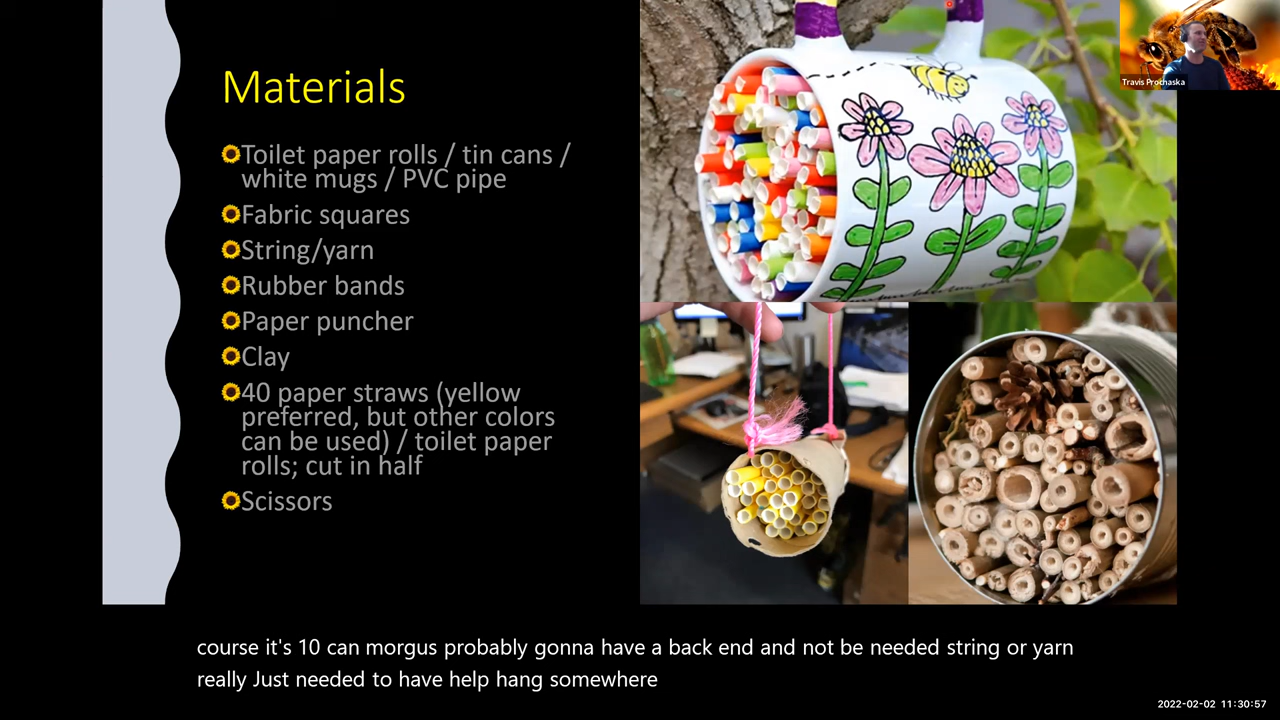 Materials
Toilet paper rolls / tin cans /
white mugs / PVC pipe
Fabric squares
String/yarn
Rubber bands
Paper puncher
Clay
40 paper straws (yellow
preferred, but other colors
can be used) / toilet paper
rolls; cut in half
Scissors
Travis Prochaska
course it's 10 can morgus probably gonna have a back end and not be needed string or yarn
really Just needed to have help hang somewhere
2022-02-02 11:30:57